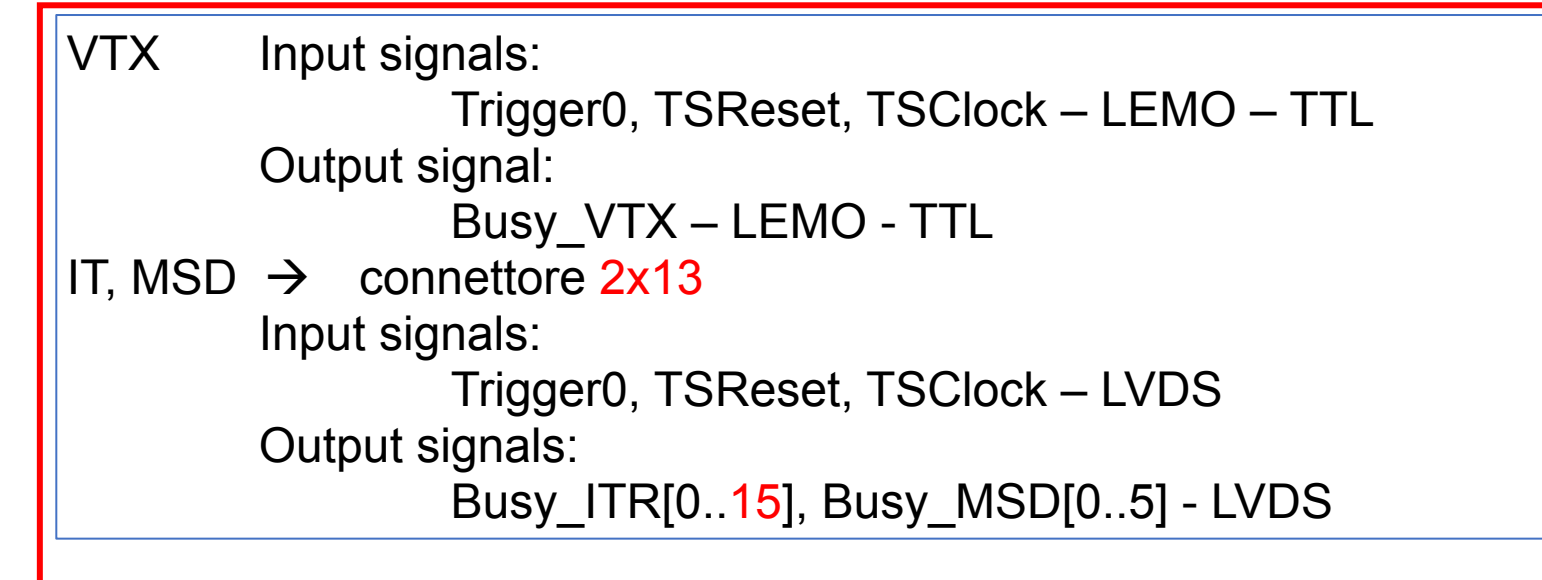 VTX Input signals:
Trigger0, TSReset, TSClock – LEMO – TTL
Output signal:
Busy_VTX – LEMO - TTL
IT, MSD → connettore 2x13
Input signals:
Trigger0, TSReset, TSClock – LVDS
Output signals:
Busy_ITR[0..15], Busy_MSD[0..5] - LVDS